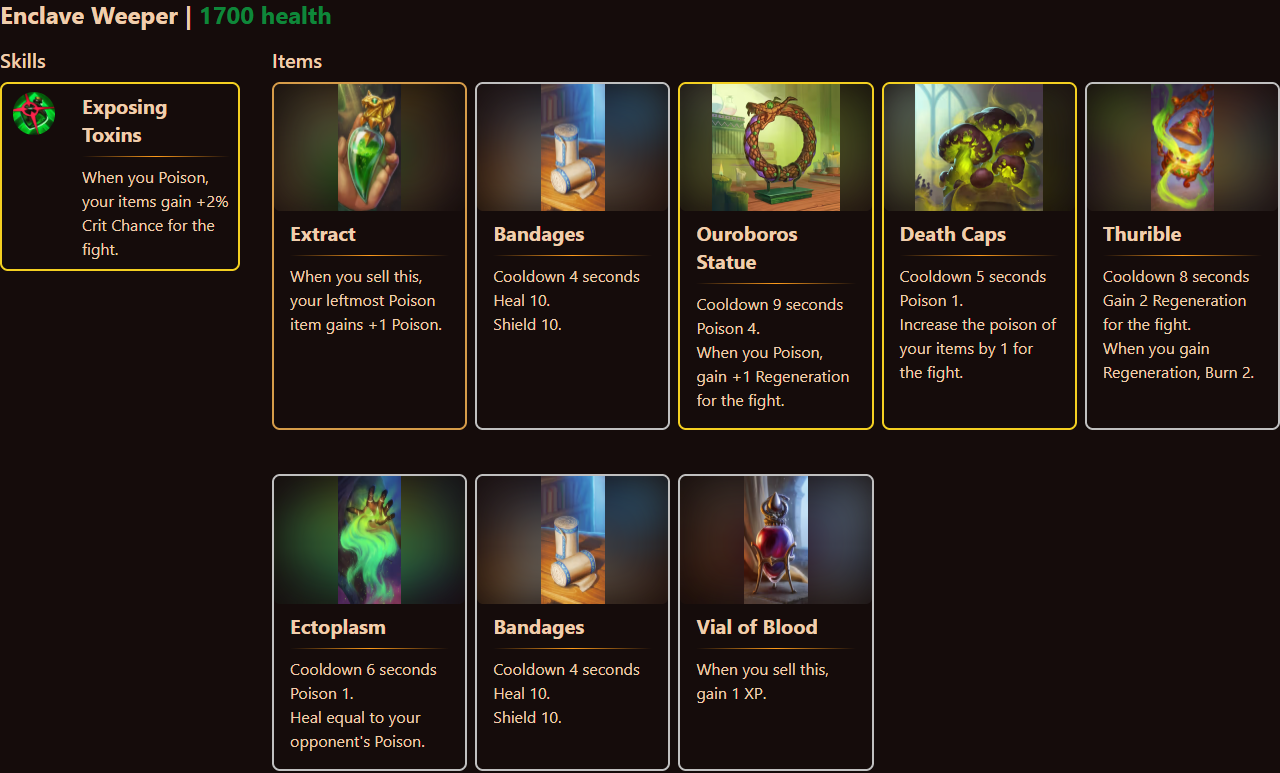 Enclave Weeper | 1700 health
Skills
Exposing
Toxins
When you Poison,
your items gain +2%
Crit Chance for the
fight.
Items
Extract
When you sell this,
your leftmost Poison
item gains +1 Poison.
Bandages
Cooldown 4 seconds
Heal 10.
Shield 10.
Ouroboros
Statue
Cooldown 9 seconds
Poison 4.
When you Poison,
gain +1 Regeneration
for the fight.
Death Caps
Cooldown 5 seconds
Poison 1.
Increase the poison of
your items by 1 for
the fight.
Thurible
Cooldown 8 seconds
Gain 2 Regeneration
for the fight.
When you gain
Regeneration, Burn 2.
Ectoplasm
Cooldown 6 seconds
Poison 1.
Heal equal to your
opponent's Poison.
Bandages
Cooldown 4 seconds
Heal 10.
Shield 10.
Vial of Blood
When you sell this,
gain 1 XP.